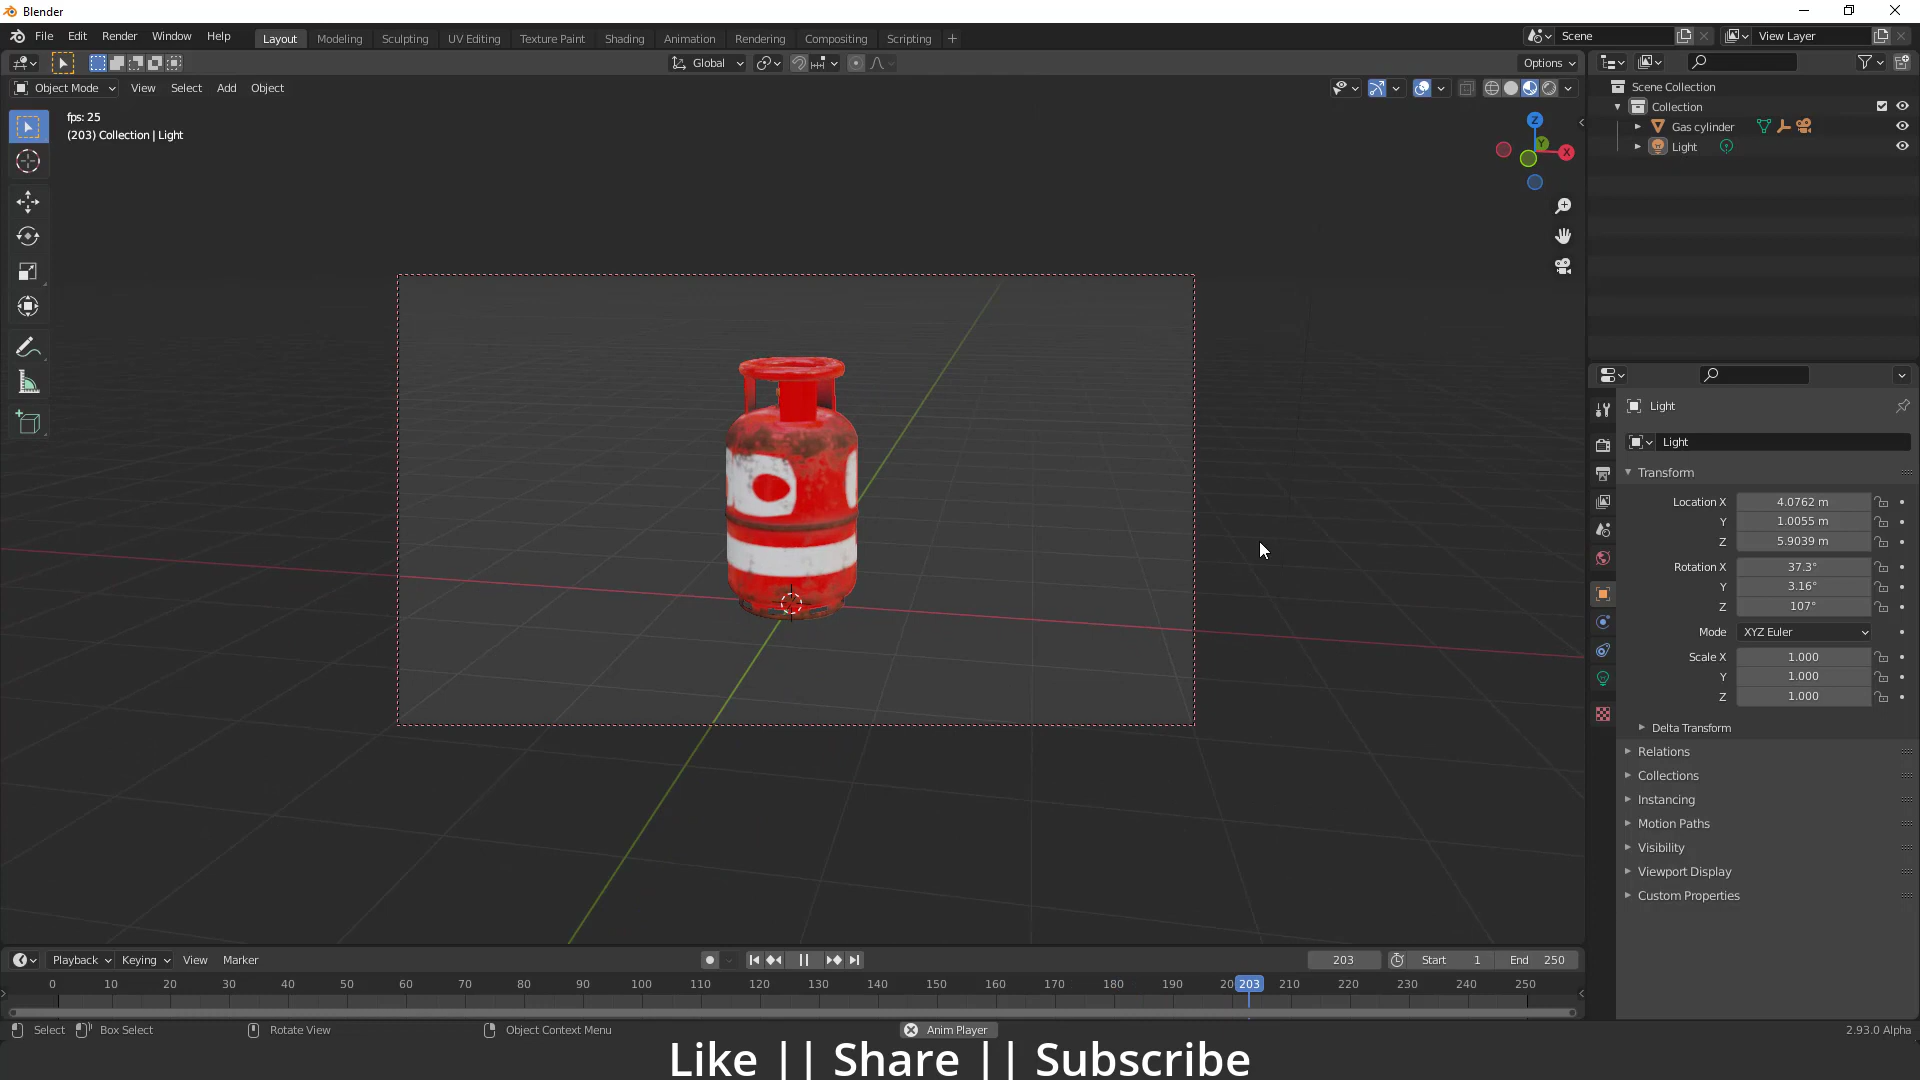 Blender
File Edit Render Window Help
Layout Modeling Sculpting UV Editing Texture Paint Shading Animation Rendering Compositing Scripting +
Scene
View Layer
Global
Options
Object Mode View Select Add Object
fps: 25
(203) Collection | Light
Z
Y
X
Scene Collection
Collection
Gas cylinder
Light
Light
Light
Transform
Location X 4.0762 m
Y 1.0055 m
Z 5.9039 m
Rotation X 37.3°
Y 3.16°
Z 107°
Mode XYZ Euler
Scale X 1.000
Y 1.000
Z 1.000
Delta Transform
Relations
Collections
Instancing
Motion Paths
Visibility
Viewport Display
Custom Properties
Playback Keying View Marker
203 Start 1 End 250
0 10 20 30 40 50 60 70 80 90 100 110 120 130 140 150 160 170 180 190 20 203 210 220 230 240 250
Select Box Select Rotate View Object Context Menu Anim Player 2.93.0 Alpha
Like || Share || Subscribe